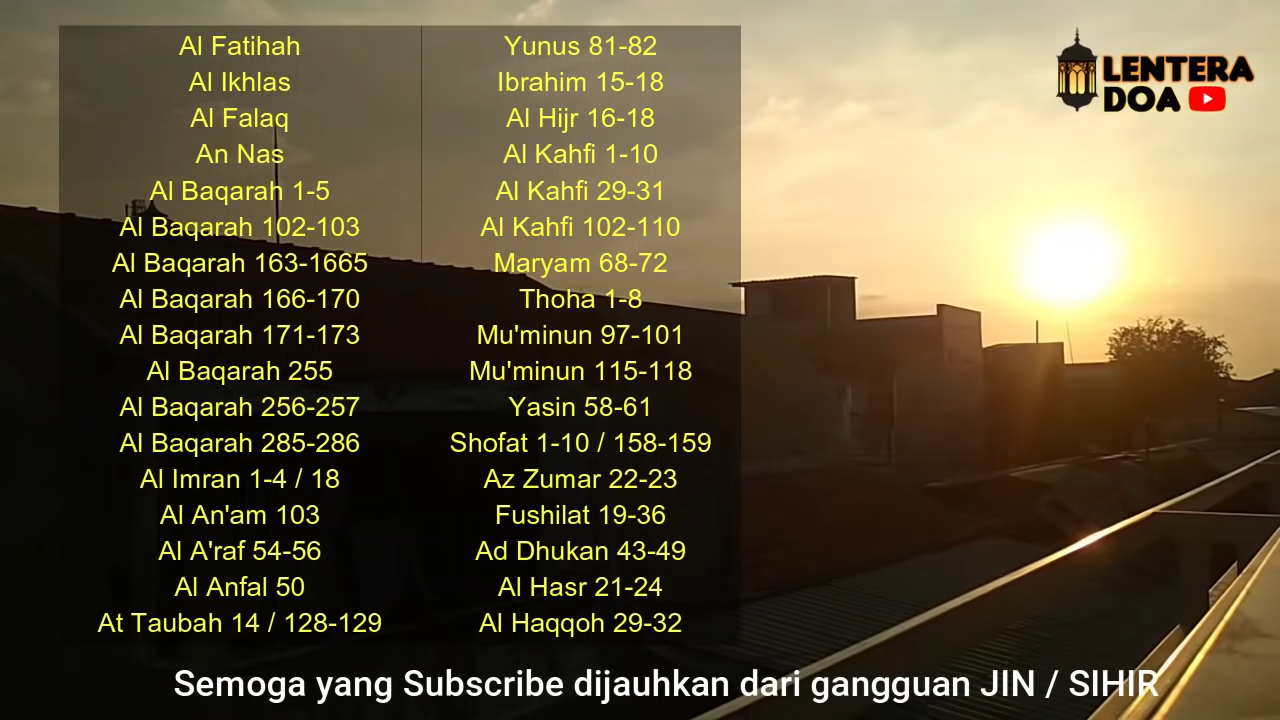 Al Fatihah
Al Ikhlas
Al Falaq
An Nas
Al Baqarah 1-5
Al Baqarah 102-103
Al Baqarah 163-1665
Al Baqarah 166-170
Al Baqarah 171-173
Al Baqarah 255
Al Baqarah 256-257
Al Baqarah 285-286
Al Imran 1-4 / 18
Al An'am 103
Al A'raf 54-56
Al Anfal 50
At Taubah 14 / 128-129
Yunus 81-82
Ibrahim 15-18
Al Hijr 16-18
Al Kahfi 1-10
Al Kahfi 29-31
Al Kahfi 102-110
Maryam 68-72
Thoha 1-8
Mu'minun 97-101
Mu'minun 115-118
Yasin 58-61
Shofat 1-10 / 158-159
Az Zumar 22-23
Fushilat 19-36
Ad Dhukan 43-49
Al Hasr 21-24
Al Haqqoh 29-32
LENTERA
DOA
Semoga yang Subscribe dijauhkan dari gangguan JIN / SIHIR